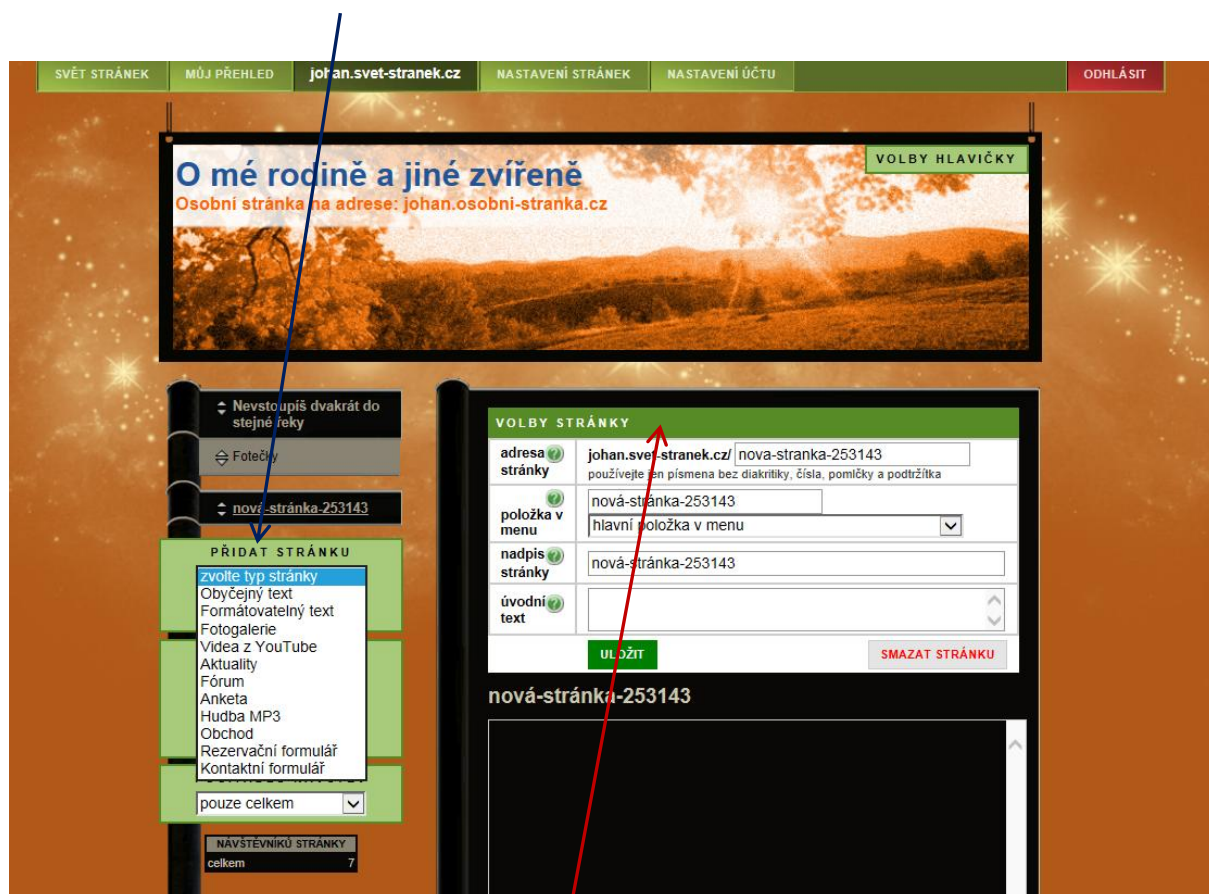 SVĚT STRÁNEK MŮJ PŘEHLED johan.svet-stranek.cz NASTAVENÍ STRÁNEK NASTAVENÍ ÚČTU ODHLÁSIT
VOLBY HLAVIČKY
O mé rodině a jiné zvířeně
Osobní stránka na adrese: johan.osobni-stranka.cz
Nevstoupíš dvakrát do
stejné řeky
Fotečky
nová-stránka-253143
PŘIDAT STRÁNKU
zvolte typ stránky
Obyčejný text
Formátovatelný text
Fotogalerie
Videa z YouTube
Aktuality
Fórum
Anketa
Hudba MP3
Obchod
Rezervační formulář
Kontaktní formulář
pouze celkem
NÁVŠTĚVNÍKŮ STRÁNKY
celkem 7
VOLBY STRÁNKY
adresa stránky
johan.svet-stranek.cz/ nova-stranka-253143
používejte jen písmena bez diakritiky, čísla, pomlčky a podtržítka
položka v menu
nová-stránka-253143
hlavní položka v menu
nadpis stránky
nová-stránka-253143
úvodní text
ULOŽIT SMAZAT STRÁNKU
nová-stránka-253143